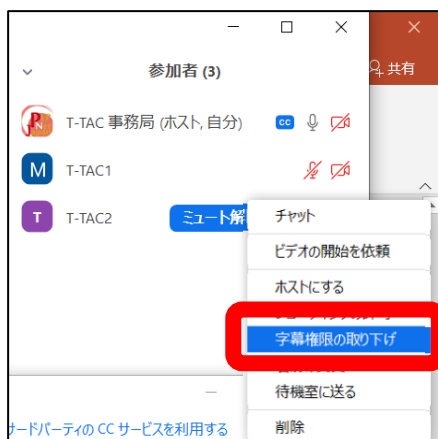 参加者 (3)
共有
T-TAC 事務局 (ホスト, 自分)
CC
M
T-TAC1
T
T-TAC2
ミュート解
チャット
ビデオの開始を依頼
ホストにする
字幕権限の取り下げ
待機室に送る
削除
サードパーティの CC サービスを利用する